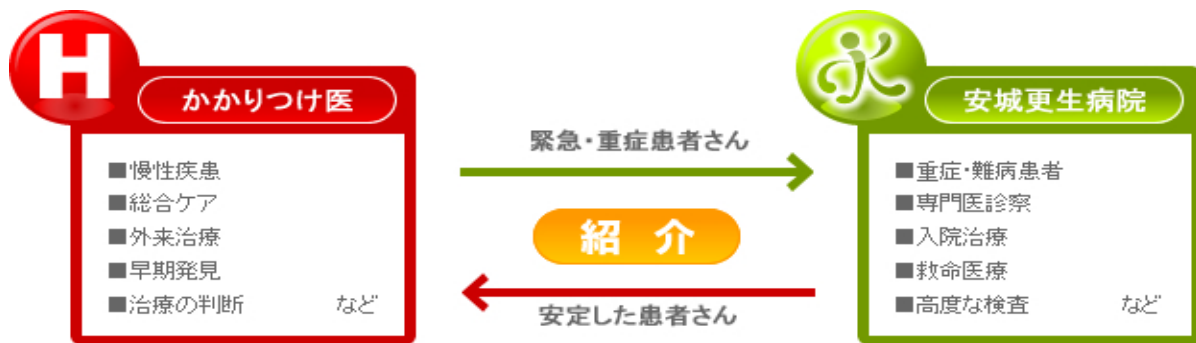 H
かかりつけ医
■慢性疾患
■総合ケア
■外来治療
■早期発見
■治療の判断 など
緊急・重症患者さん
紹 介
安定した患者さん
安城更生病院
■重症・難病患者
■専門医診察
■入院治療
■救命医療
■高度な検査 など